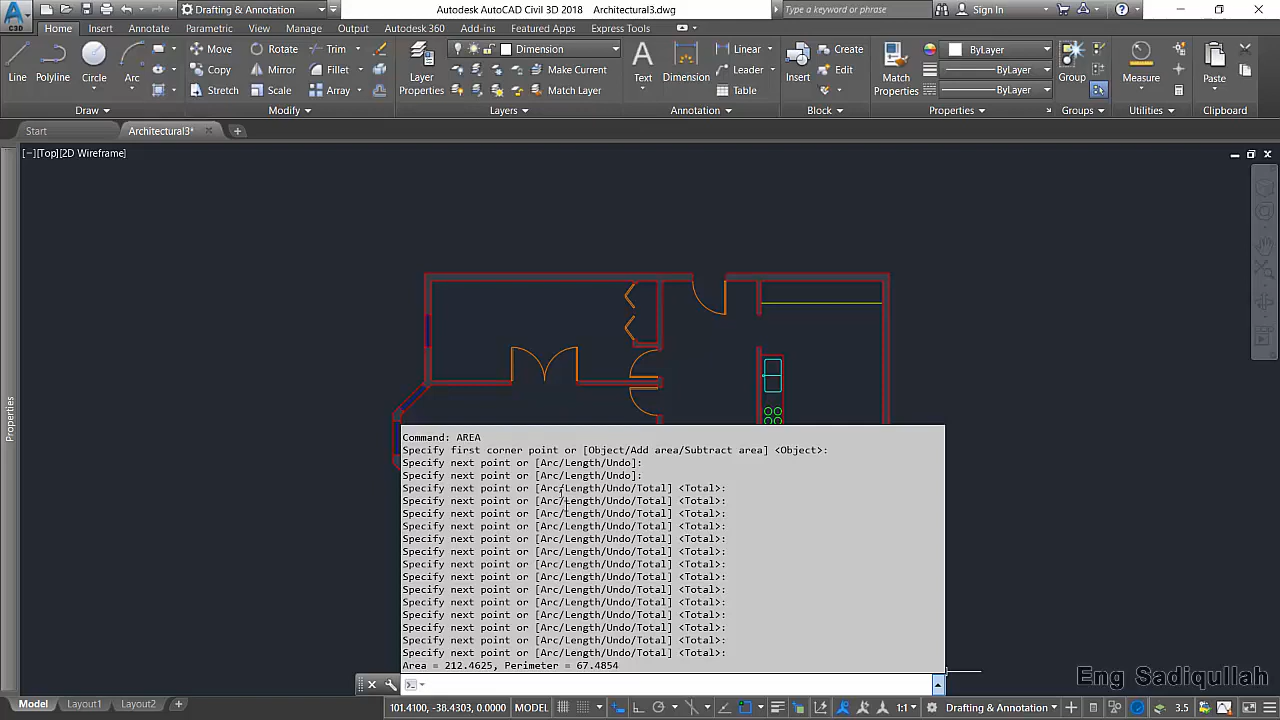 Drafting & Annotation
Autodesk AutoCAD Civil 3D 2018 Architectural3.dwg
Type a keyword or phrase
Sign In
C3D
Home Insert Annotate Parametric View Manage Output Autodesk 360 Add-ins Featured Apps Express Tools
Line Polyline Circle Arc
Move Rotate Trim
Copy Mirror Fillet
Stretch Scale Array
Layer Properties
Dimension
Make Current
Match Layer
Text Dimension
Linear
Leader
Table
Insert
Create
Edit
Match Properties
ByLayer
ByLayer
ByLayer
Group
Measure
Paste
Draw Modify Layers Annotation Block Properties Groups Utilities Clipboard
Start Architectural3*
[−][Top][2D Wireframe]
Properties
Command: AREA
Specify first corner point or [Object/Add area/Subtract area] <Object>:
Specify next point or [Arc/Length/Undo]:
Specify next point or [Arc/Length/Undo]:
Specify next point or [Arc/Length/Undo/Total] <Total>:
Specify next point or [Arc/Length/Undo/Total] <Total>:
Specify next point or [Arc/Length/Undo/Total] <Total>:
Specify next point or [Arc/Length/Undo/Total] <Total>:
Specify next point or [Arc/Length/Undo/Total] <Total>:
Specify next point or [Arc/Length/Undo/Total] <Total>:
Specify next point or [Arc/Length/Undo/Total] <Total>:
Specify next point or [Arc/Length/Undo/Total] <Total>:
Specify next point or [Arc/Length/Undo/Total] <Total>:
Specify next point or [Arc/Length/Undo/Total] <Total>:
Specify next point or [Arc/Length/Undo/Total] <Total>:
Specify next point or [Arc/Length/Undo/Total] <Total>:
Specify next point or [Arc/Length/Undo/Total] <Total>:
Specify next point or [Arc/Length/Undo/Total] <Total>:
Area = 212.4625, Perimeter = 67.4854
Eng Sadiqullah
Model Layout1 Layout2
101.4100, -38.4303, 0.0000 MODEL
1:1
Drafting & Annotation
3.5